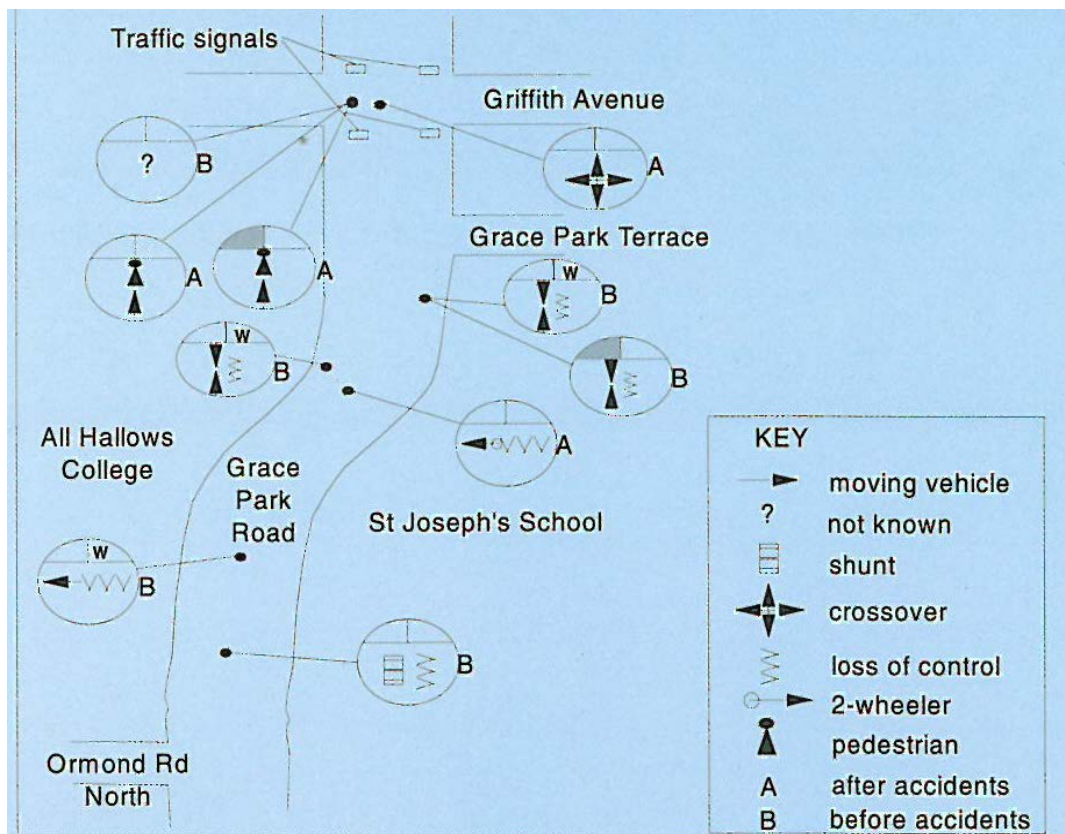 Traffic signals
Griffith Avenue
?
B
A
Grace Park Terrace
A
A
W
B
W
B
B
All Hallows
College
Grace
Park
Road
A
St Joseph's School
W
B
B
Ormond Rd
North
KEY
moving vehicle
?
not known
shunt
crossover
loss of control
2-wheeler
pedestrian
A
after accidents
B
before accidents